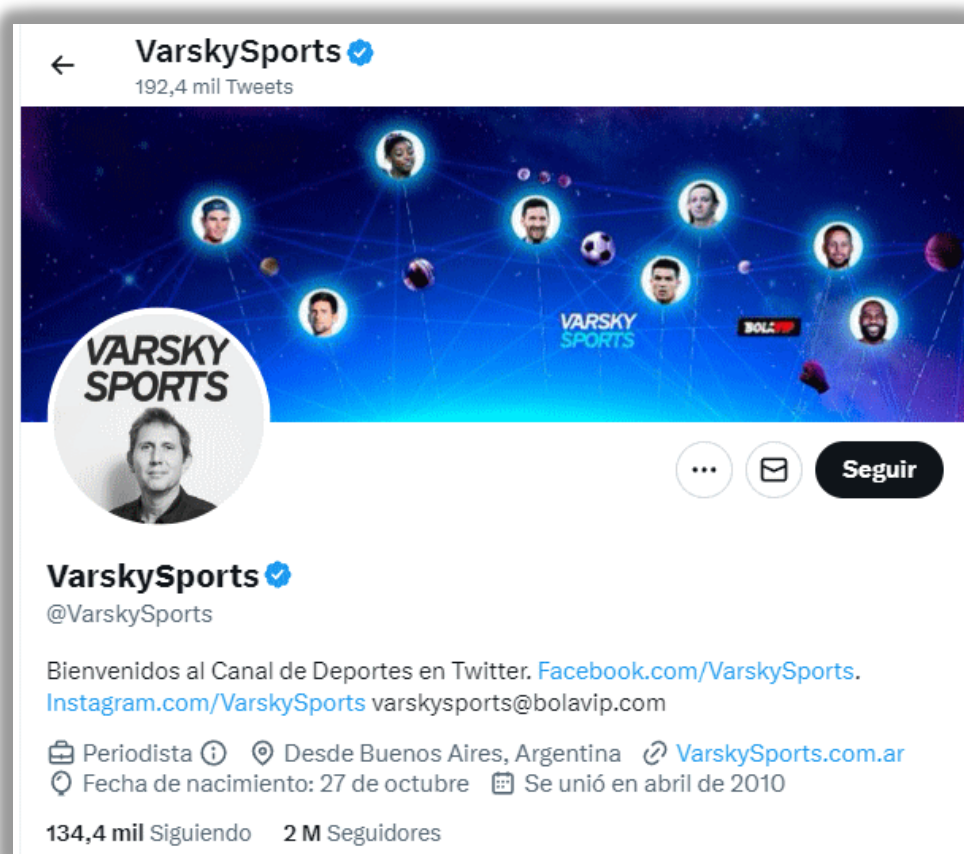 VarskySports
192,4 mil Tweets
VARSKY
SPORTS
BOLAVIP
VARSKY
SPORTS
Seguir
VarskySports
@VarskySports
Bienvenidos al Canal de Deportes en Twitter. Facebook.com/VarskySports.
Instagram.com/VarskySports varskysports@bolavip.com
Periodista Desde Buenos Aires, Argentina VarskySports.com.ar
Fecha de nacimiento: 27 de octubre Se unió en abril de 2010
134,4 mil Siguiendo 2 M Seguidores